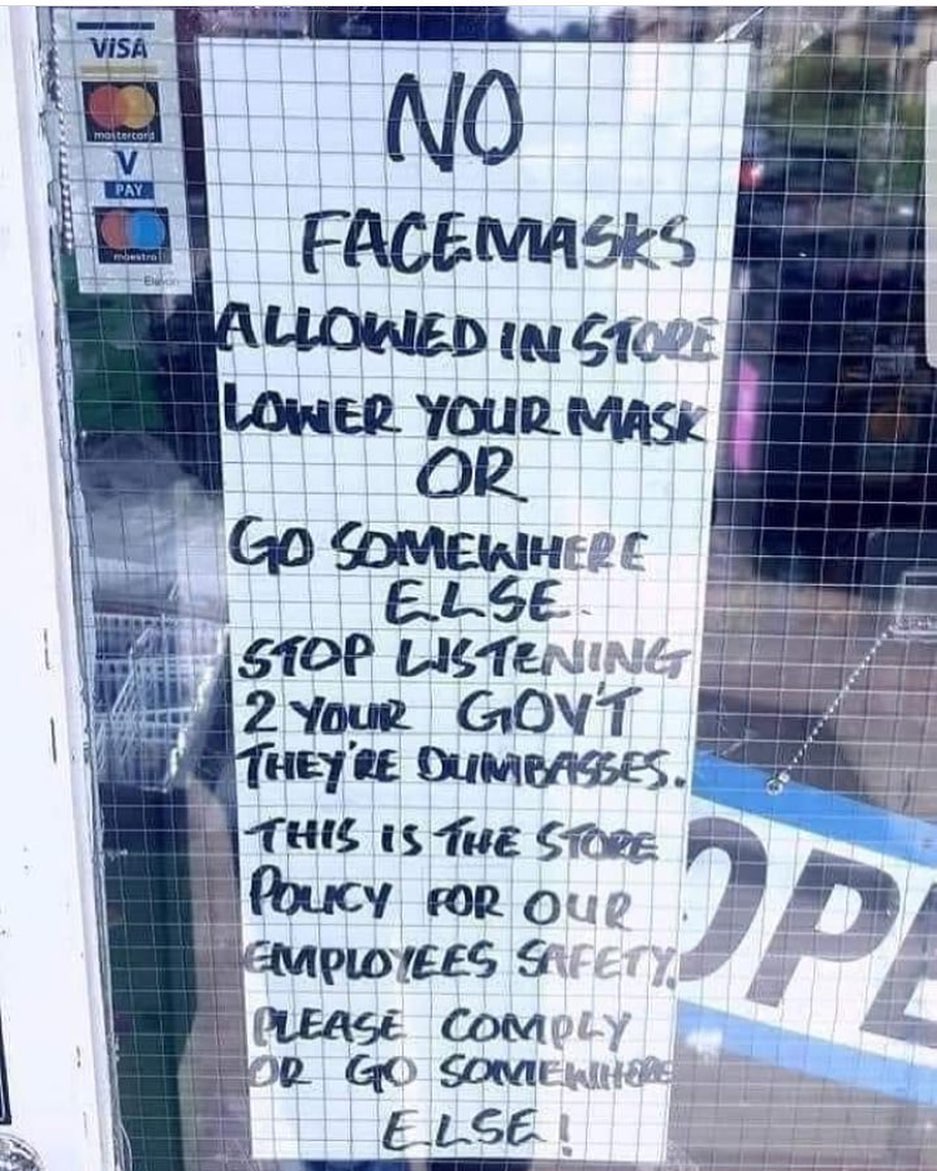 VISA
mastercard
V
PAY
maestro
Elavon
NO
FACEMASKS
ALLOWED IN STORE
LOWER YOUR MASK
OR
GO SOMEWHERE
ELSE.
STOP LISTENING
2 YOUR GOV'T
THEY'RE DUMBASSES.
THIS IS THE STORE
POLICY FOR OUR
EMPLOYEES SAFETY.
PLEASE COMPLY
OR GO SOMEWHERE
ELSE!
OPE